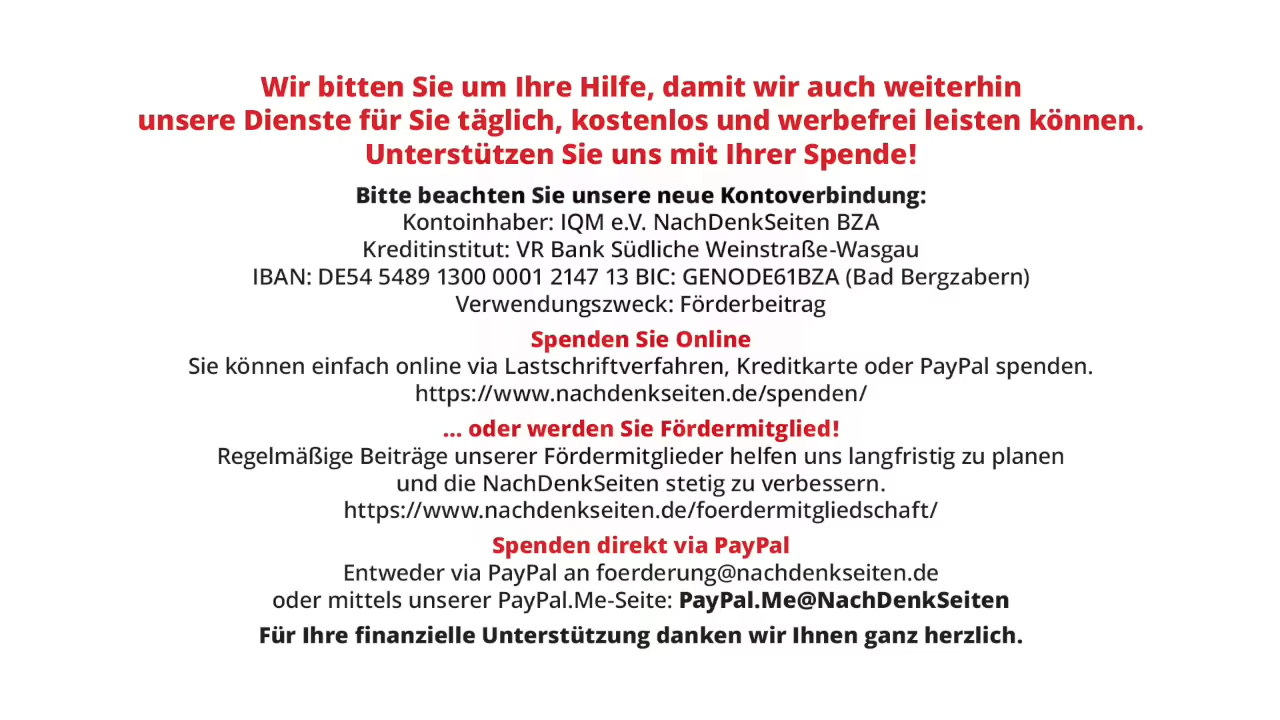 Wir bitten Sie um Ihre Hilfe, damit wir auch weiterhin
unsere Dienste für Sie täglich, kostenlos und werbefrei leisten können.
Unterstützen Sie uns mit Ihrer Spende!
Bitte beachten Sie unsere neue Kontoverbindung:
Kontoinhaber: IQM e.V. NachDenkSeiten BZA
Kreditinstitut: VR Bank Südliche Weinstraße-Wasgau
IBAN: DE54 5489 1300 0001 2147 13 BIC: GENODE61BZA (Bad Bergzabern)
Verwendungszweck: Förderbeitrag
Spenden Sie Online
Sie können einfach online via Lastschriftverfahren, Kreditkarte oder PayPal spenden.
https://www.nachdenkseiten.de/spenden/
... oder werden Sie Fördermitglied!
Regelmäßige Beiträge unserer Fördermitglieder helfen uns langfristig zu planen
und die NachDenkSeiten stetig zu verbessern.
https://www.nachdenkseiten.de/foerdermitgliedschaft/
Spenden direkt via PayPal
Entweder via PayPal an foerderung@nachdenkseiten.de
oder mittels unserer PayPal.Me-Seite: PayPal.Me@NachDenkSeiten
Für Ihre finanzielle Unterstützung danken wir Ihnen ganz herzlich.